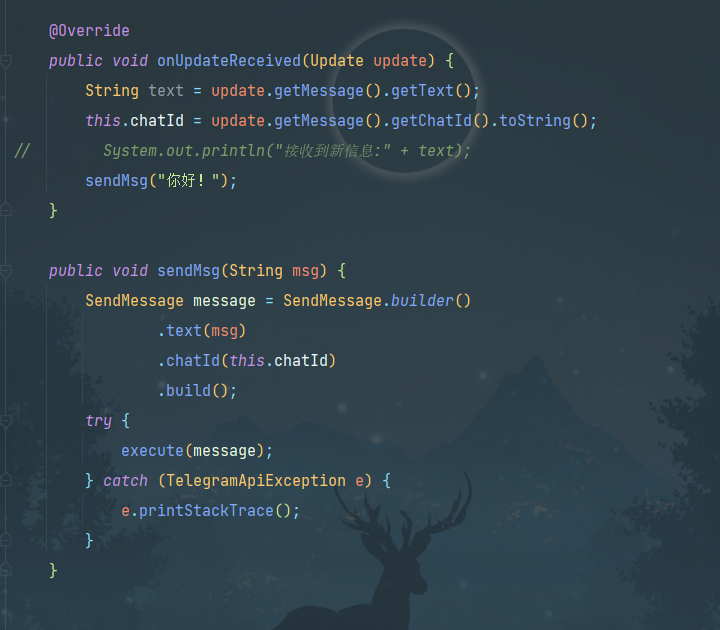 @Override
public void onUpdateReceived(Update update) {
String text = update.getMessage().getText();
this.chatId = update.getMessage().getChatId().toString();
// System.out.println("接收到新信息:" + text);
sendMsg("你好! ");
}
public void sendMsg(String msg) {
SendMessage message = SendMessage.builder()
.text(msg)
.chatId(this.chatId)
.build();
try {
execute(message);
} catch (TelegramApiException e) {
e.printStackTrace();
}
}